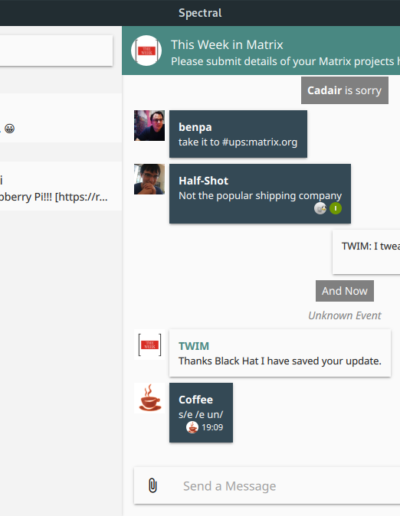 Spectral
This Week in Matrix
Please submit details of your Matrix projects h
Cadair is sorry
benpa
take it to #ups:matrix.org
i
pberry Pi!!! [https://r...
Half-Shot
Not the popular shipping company
TWIM: I twea
And Now
Unknown Event
TWIM
Thanks Black Hat I have saved your update.
Coffee
s/e /e un/
19:09
Send a Message